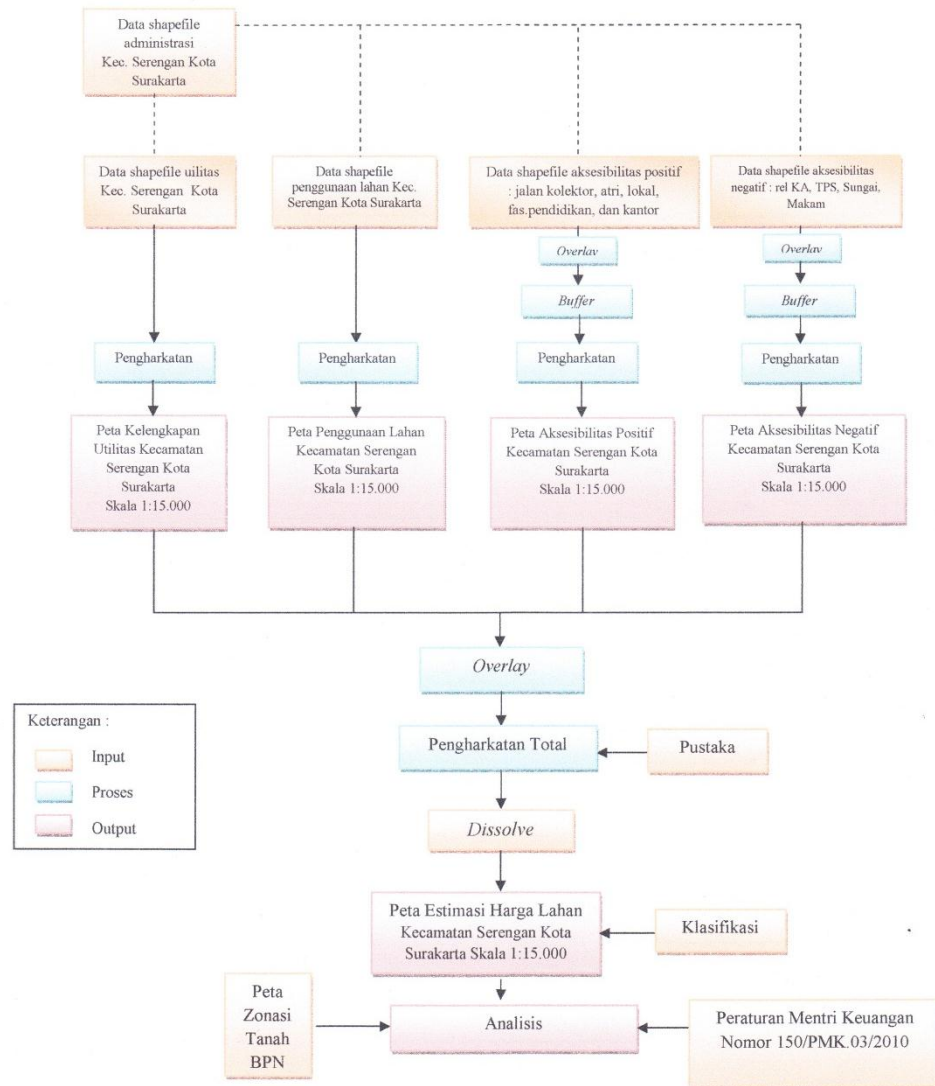 Data shapefile
administrasi
Kec. Serengan Kota
Surakarta
Data shapefile uilitas
Kec. Serengan Kota
Surakarta
Data shapefile
penggunaan lahan Kec.
Serengan Kota Surakarta
Data shapefile aksesibilitas positif
: jalan kolektor, atri, lokal,
fas.pendidikan, dan kantor
Data shapefile aksesibilitas
negatif : rel KA, TPS, Sungai,
Makam
Overlay
Overlay
Buffer
Buffer
Pengharkatan
Pengharkatan
Pengharkatan
Pengharkatan
Peta Kelengkapan
Utilitas Kecamatan
Serengan Kota
Surakarta
Skala 1:15.000
Peta Penggunaan Lahan
Kecamatan Serengan
Kota Surakarta
Skala 1:15.000
Peta Aksesibilitas Positif
Kecamatan Serengan Kota
Surakarta
Skala 1:15.000
Peta Aksesibilitas Negatif
Kecamatan Serengan Kota
Surakarta
Skala 1:15.000
Overlay
Keterangan :
Input
Proses
Output
Pengharkatan Total
Pustaka
Dissolve
Peta Estimasi Harga Lahan
Kecamatan Serengan Kota
Surakarta Skala 1:15.000
Klasifikasi
Peta
Zonasi
Tanah
BPN
Analisis
Peraturan Mentri Keuangan
Nomor 150/PMK.03/2010